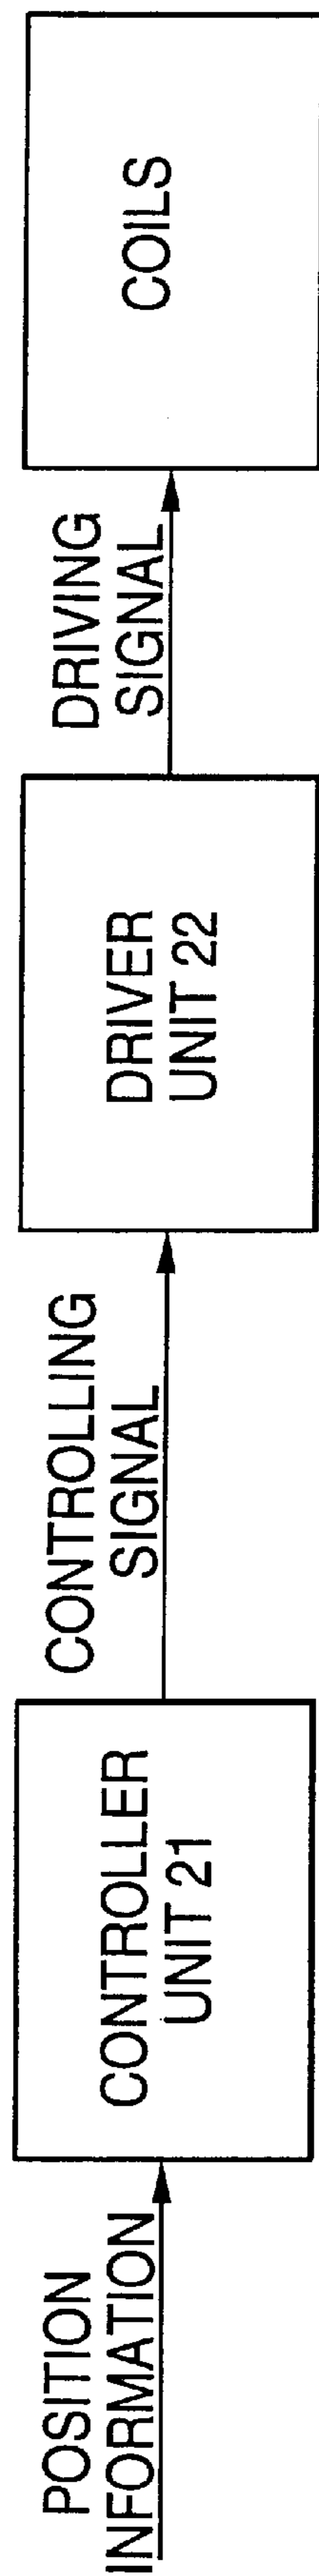 POSITION
INFORMATION
CONTROLLER
UNIT 21
CONTROLLING
SIGNAL
DRIVER
UNIT 22
DRIVING
SIGNAL
COILS